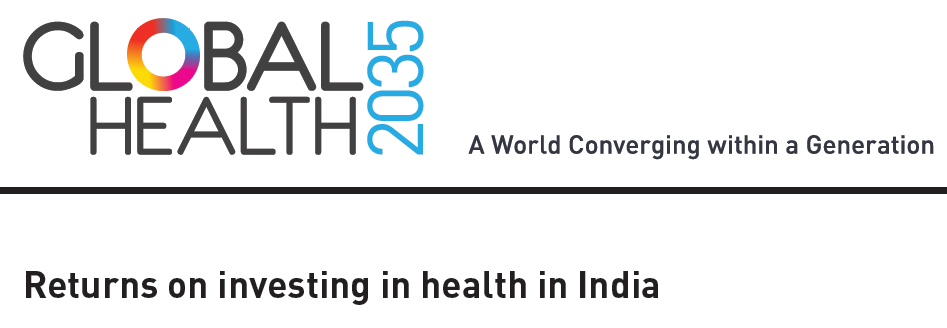 GLOBAL
HEALTH
2035
A World Converging within a Generation
Returns on investing in health in India